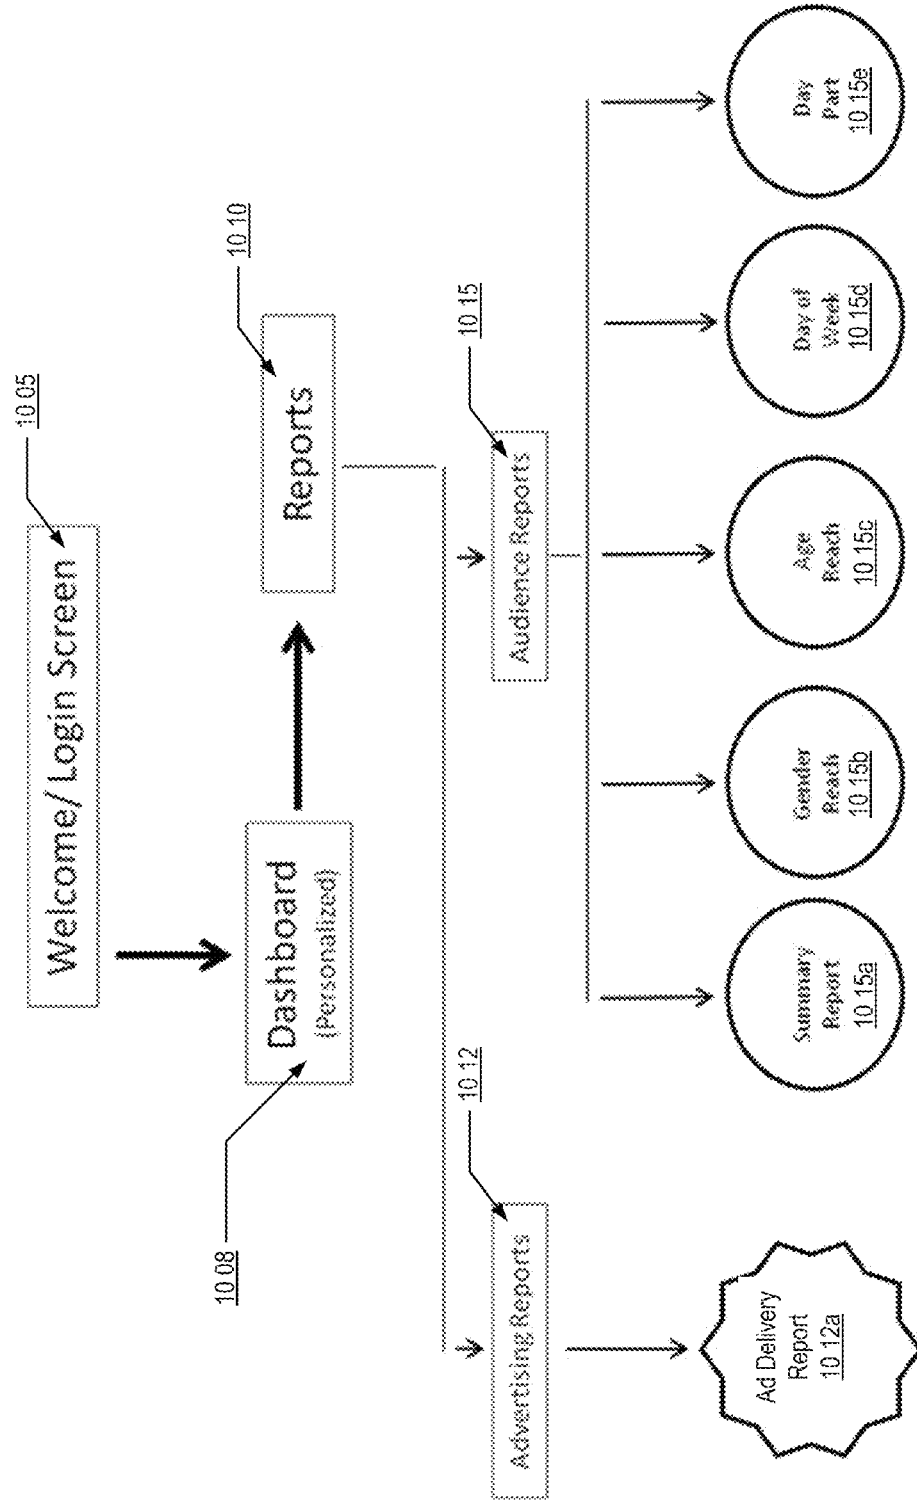 Welcome/ Login Screen
10 05
Dashboard
(Personalized)
10 08
Reports
10 10
Advertising Reports
10 12
Audience Reports
10 15
Ad Delivery
Report
10 12a
Summary
Report
10 15a
Gender
Reach
10 15b
Age
Reach
10 15c
Day of
Week
10 15d
Day
Part
10 15e